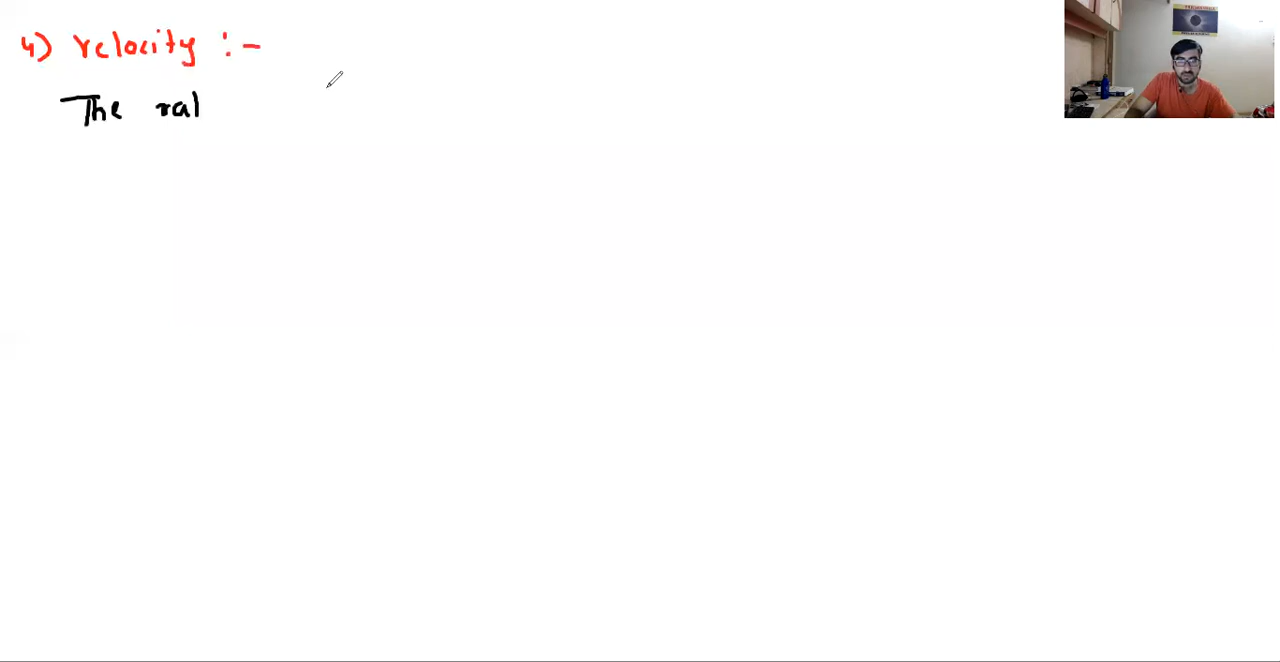 4) velocity :-
The ral